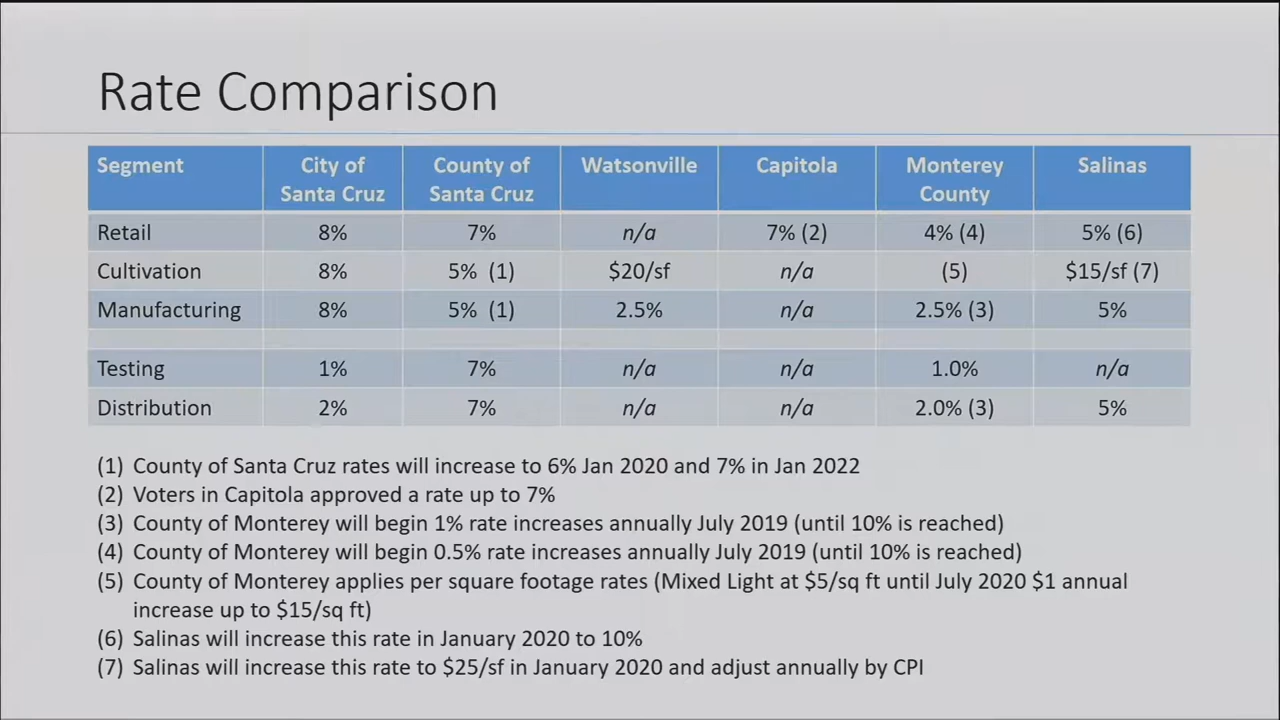 Rate Comparison
Segment City of Santa Cruz County of Santa Cruz Watsonville Capitola Monterey County Salinas
Retail 8% 7% n/a 7% (2) 4% (4) 5% (6)
Cultivation 8% 5% (1) $20/sf n/a (5) $15/sf (7)
Manufacturing 8% 5% (1) 2.5% n/a 2.5% (3) 5%
Testing 1% 7% n/a n/a 1.0% n/a
Distribution 2% 7% n/a n/a 2.0% (3) 5%
(1) County of Santa Cruz rates will increase to 6% Jan 2020 and 7% in Jan 2022
(2) Voters in Capitola approved a rate up to 7%
(3) County of Monterey will begin 1% rate increases annually July 2019 (until 10% is reached)
(4) County of Monterey will begin 0.5% rate increases annually July 2019 (until 10% is reached)
(5) County of Monterey applies per square footage rates (Mixed Light at $5/sq ft until July 2020 $1 annual
increase up to $15/sq ft)
(6) Salinas will increase this rate in January 2020 to 10%
(7) Salinas will increase this rate to $25/sf in January 2020 and adjust annually by CPI